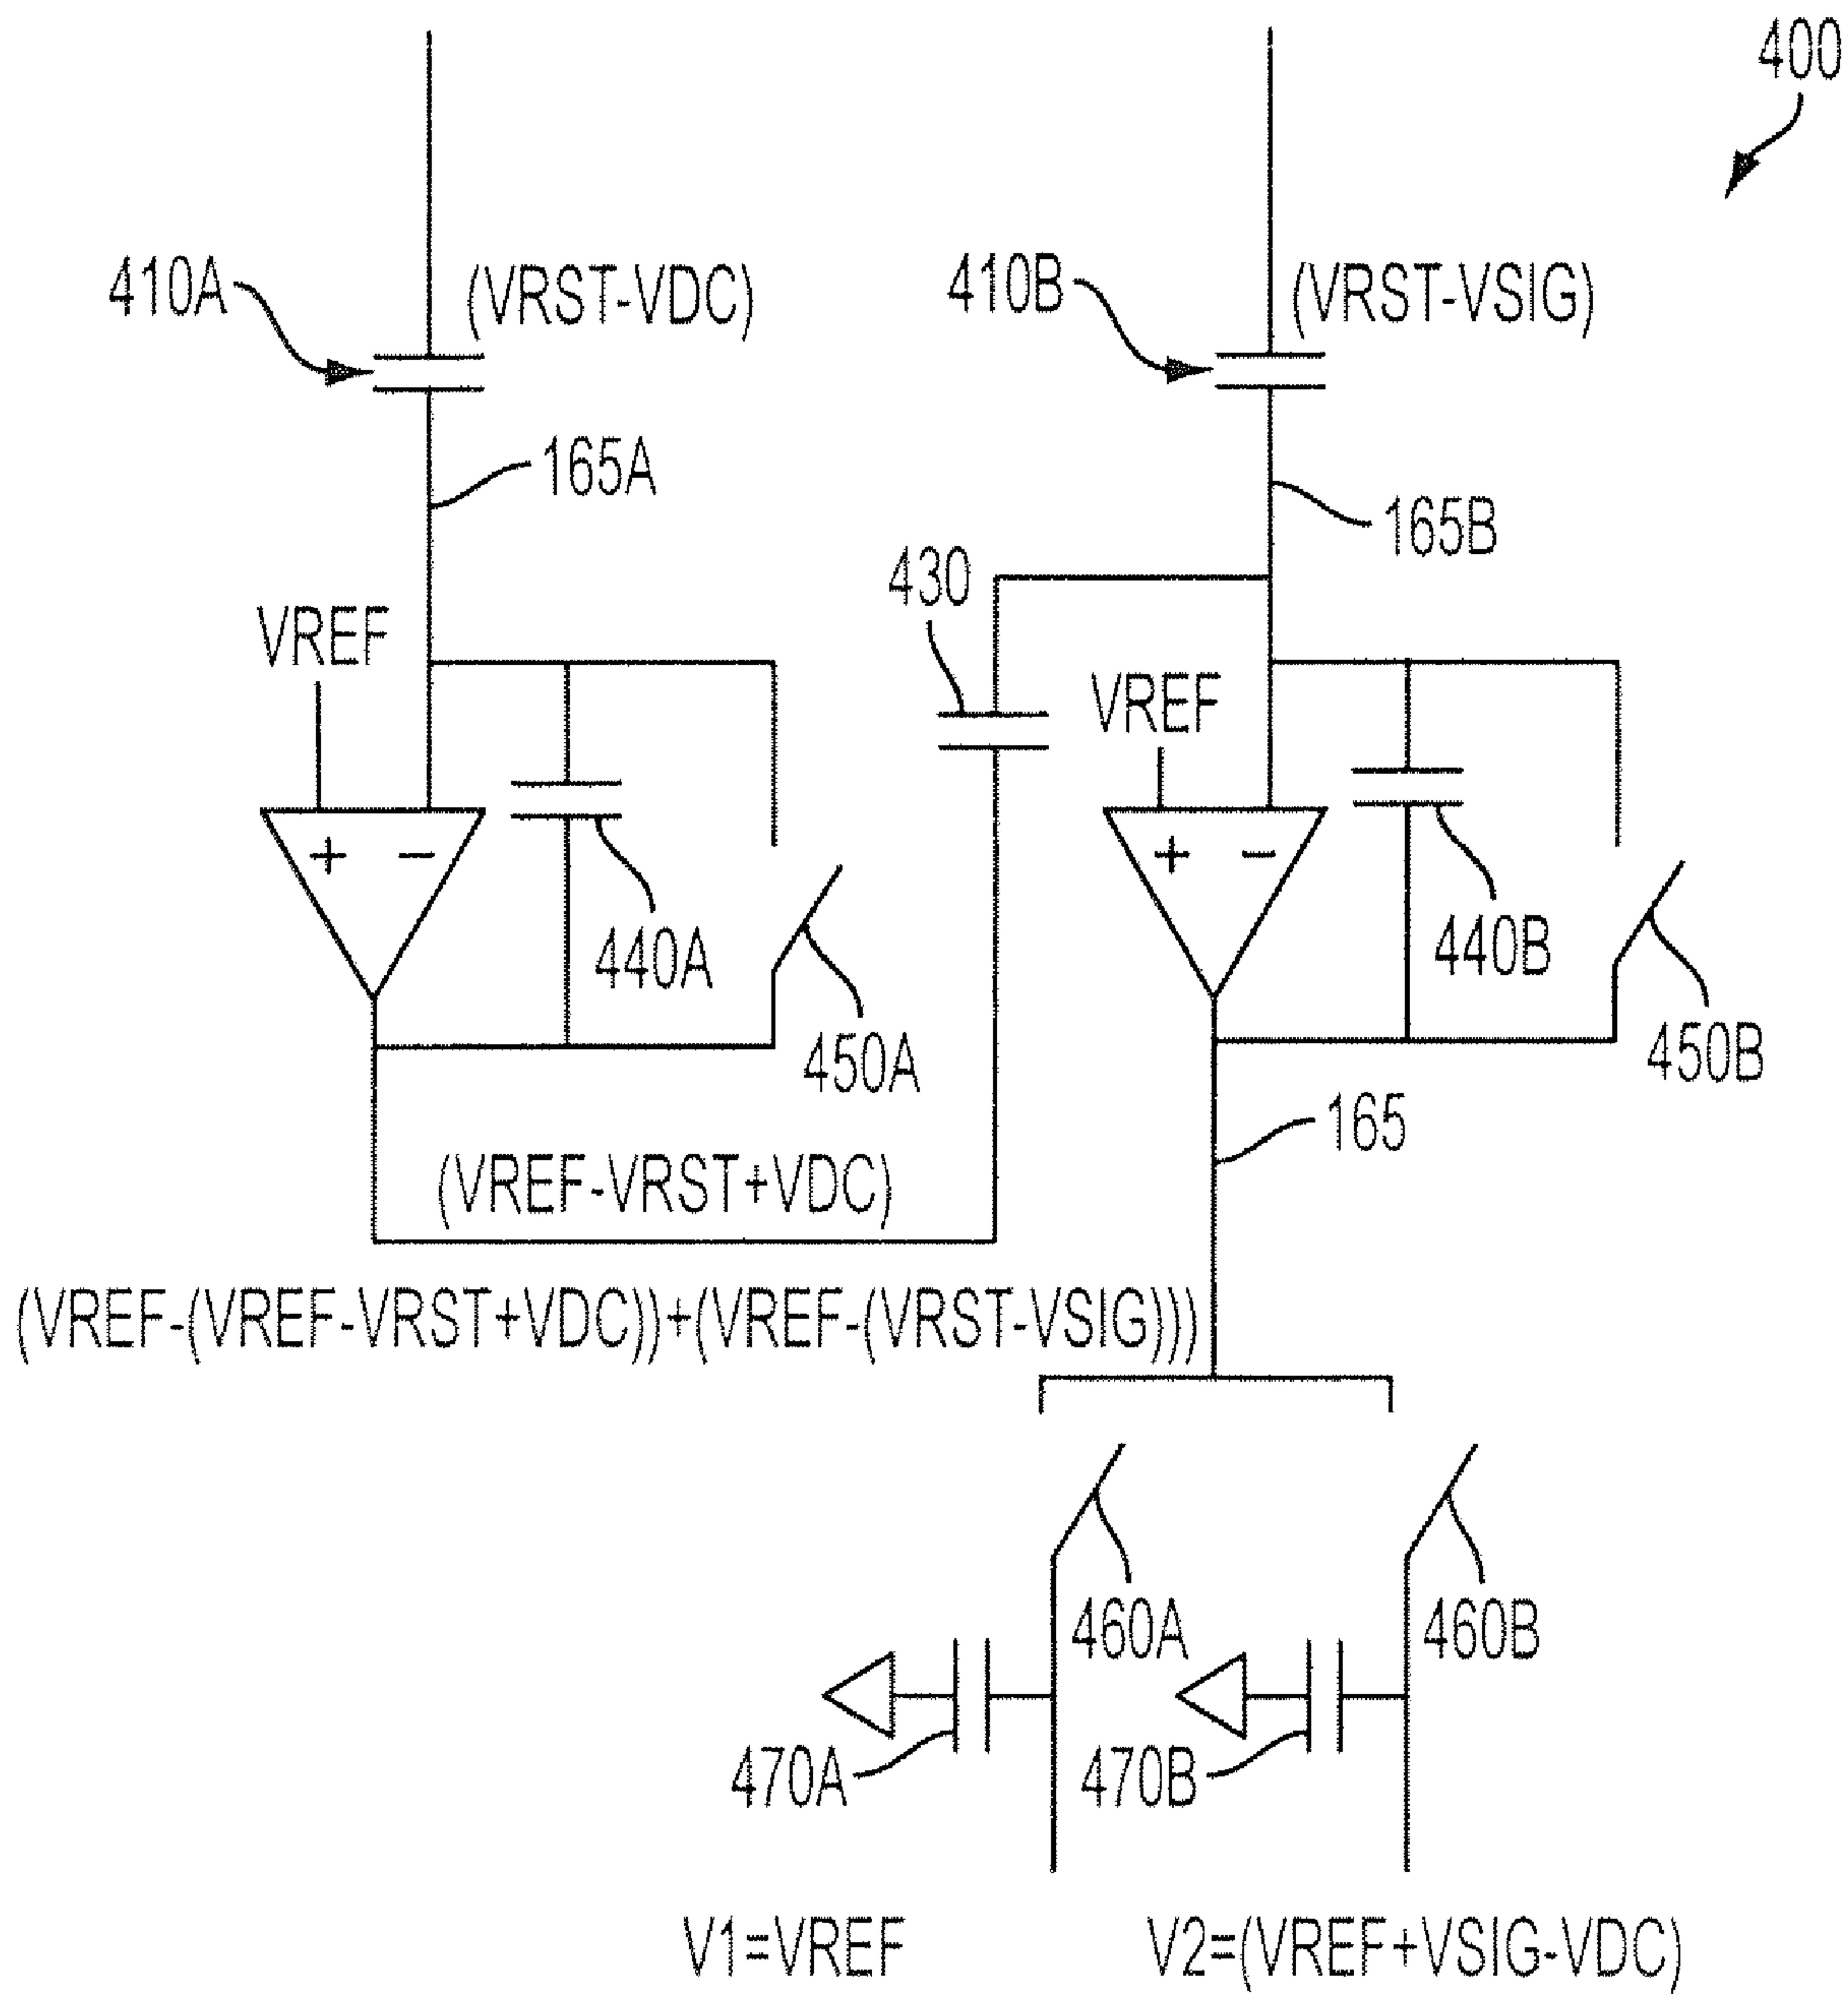 400
410A
(VRST-VDC)
410B
(VRST-VSIG)
165A
165B
430
VREF
VREF
+ -
+ -
440A
440B
450A
450B
165
(VREF-VRST+VDC)
(VREF-(VREF-VRST+VDC))+(VREF-(VRST-VSIG)))
460A
460B
470A
470B
V1=VREF
V2=(VREF+VSIG-VDC)